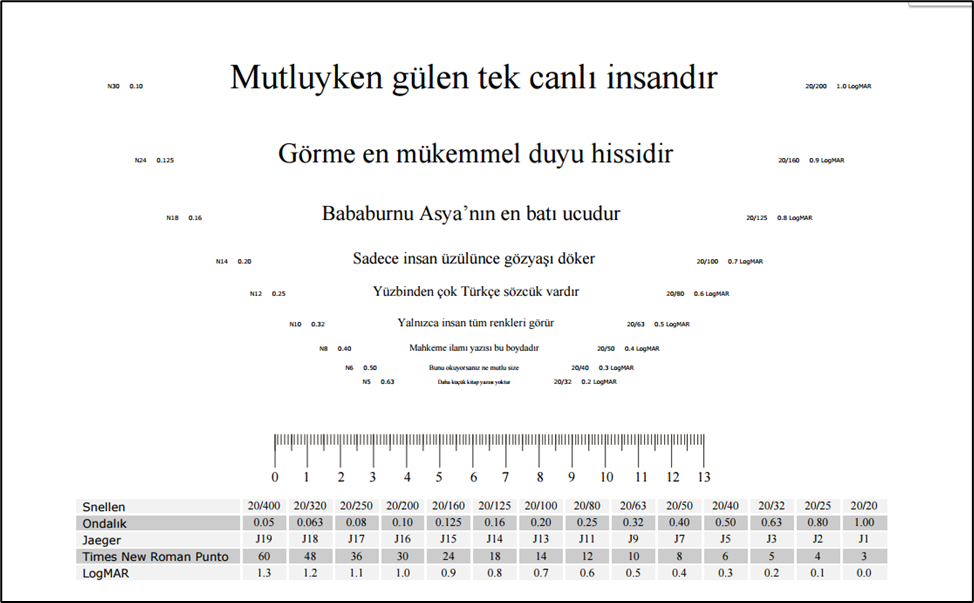 N30 0.10 Mutluyken gülen tek canlı insandır 20/200 1.0 LogMAR
N24 0.125 Görme en mükemmel duyu hissidir 20/160 0.9 LogMAR
N18 0.16 Bababurnu Asya’nın en batı ucudur 20/125 0.8 LogMAR
N14 0.20 Sadece insan üzülünce gözyaşı döker 20/100 0.7 LogMAR
N12 0.25 Yüzbinden çok Türkçe sözcük vardır 20/80 0.6 LogMAR
N10 0.32 Yalnızca insan tüm renkleri görür 20/63 0.5 LogMAR
N8 0.40 Mahkeme ilamı yazısı bu boydadır 20/50 0.4 LogMAR
N6 0.50 Bunu okuyorsanız ne mutlu size 20/40 0.3 LogMAR
N5 0.63 Daha küçük kitap yazısı yoktur 20/32 0.2 LogMAR
0 1 2 3 4 5 6 7 8 9 10 11 12 13
Snellen 20/400 20/320 20/250 20/200 20/160 20/125 20/100 20/80 20/63 20/50 20/40 20/32 20/25 20/20
Ondalık 0.05 0.063 0.08 0.10 0.125 0.16 0.20 0.25 0.32 0.40 0.50 0.63 0.80 1.00
Jaeger J19 J18 J17 J16 J15 J14 J13 J11 J9 J7 J5 J3 J2 J1
Times New Roman Punto 60 48 36 30 24 18 14 12 10 8 6 5 4 3
LogMAR 1.3 1.2 1.1 1.0 0.9 0.8 0.7 0.6 0.5 0.4 0.3 0.2 0.1 0.0